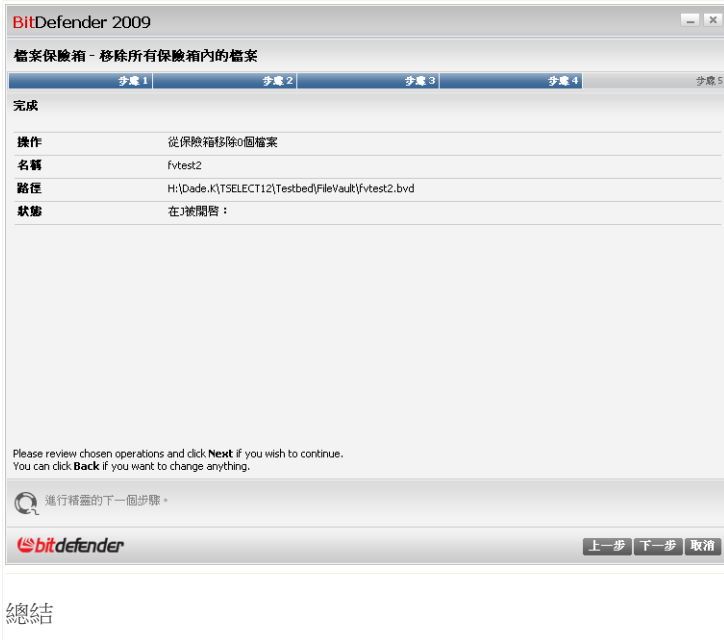 BitDefender 2009
檔案保險箱 - 移除所有保險箱內的檔案
步驟 1 步驟 2 步驟 3 步驟 4 步驟 5
完成
操作 從保險箱移除0個檔案
名稱 fvtest2
路徑 H:\Dade.K\TSELECT12\Testbed\FileVault\fvtest2.bvd
狀態 在J被開啓：
Please review chosen operations and click Next if you wish to continue.
You can click Back if you want to change anything.
進行精靈的下一個步驟。
bitdefender
上一步 下一步 取消
總結